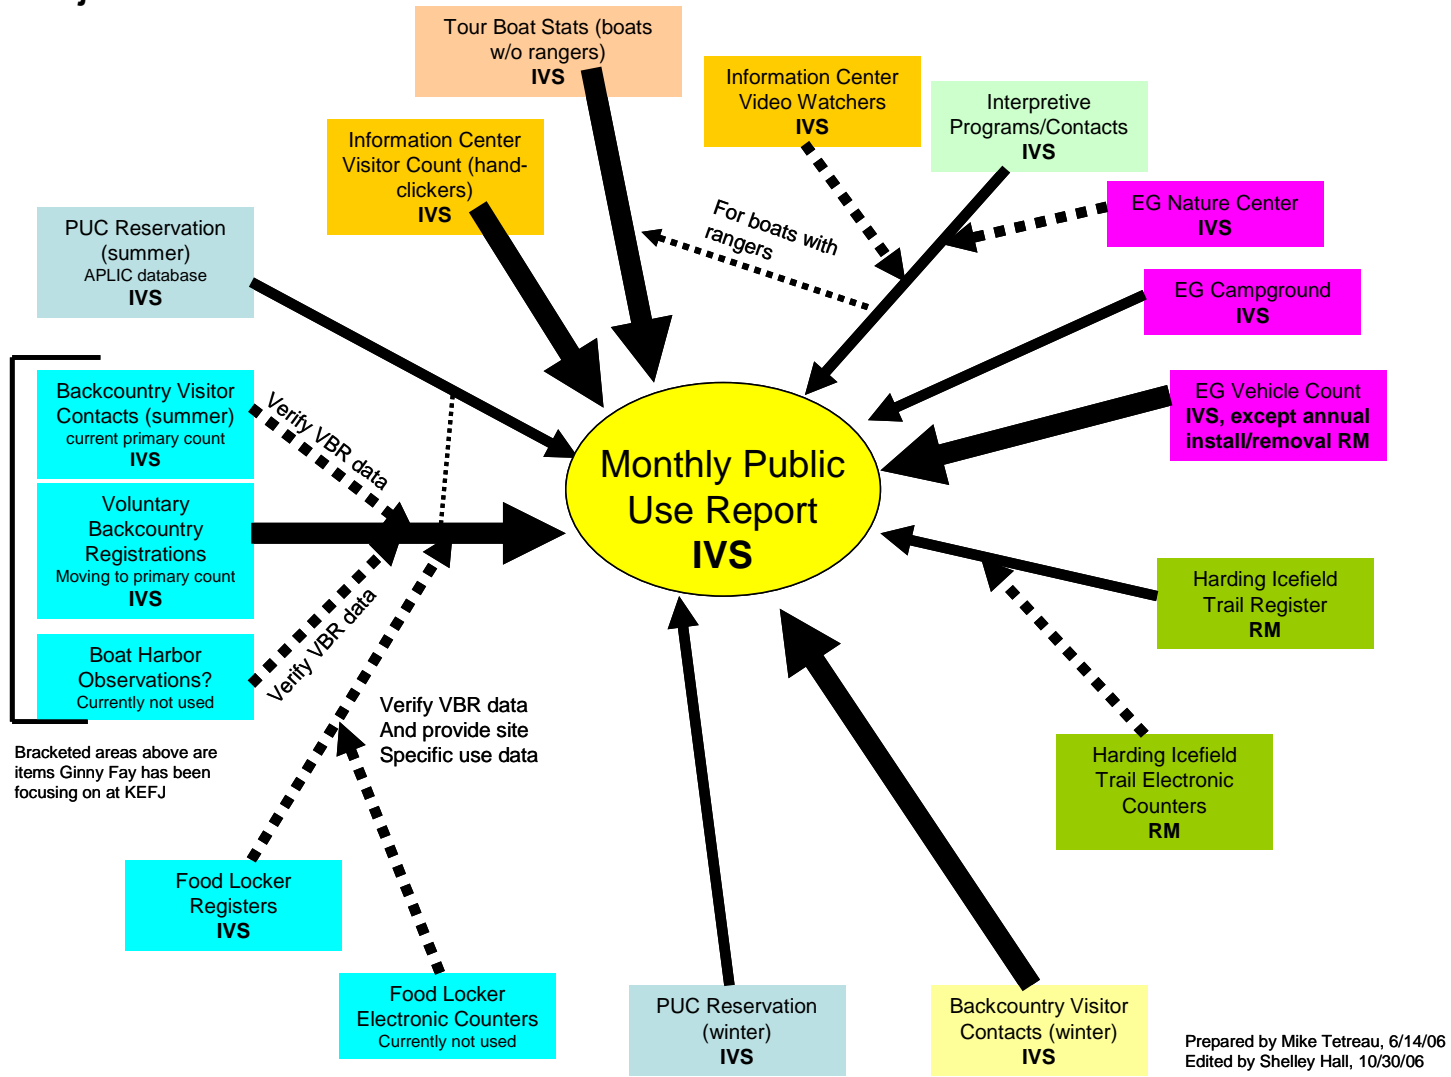 Tour Boat Stats (boats
w/o rangers)
IVS
Information Center
Video Watchers
IVS
Interpretive
Programs/Contacts
IVS
Information Center
Visitor Count (hand-
clickers)
IVS
EG Nature Center
IVS
For boats with
rangers
PUC Reservation
(summer)
APLIC database
IVS
EG Campground
IVS
Backcountry Visitor
Contacts (summer)
current primary count
IVS
Verify VBR data
EG Vehicle Count
IVS, except annual
install/removal RM
Monthly Public
Use Report
IVS
Voluntary
Backcountry
Registrations
Moving to primary count
IVS
Harding Icefield
Trail Register
RM
Boat Harbor
Observations?
Currently not used
Verify VBR data
Verify VBR data
And provide site
Specific use data
Bracketed areas above are
items Ginny Fay has been
focusing on at KEFJ
Harding Icefield
Trail Electronic
Counters
RM
Food Locker
Registers
IVS
Food Locker
Electronic Counters
Currently not used
PUC Reservation
(winter)
IVS
Backcountry Visitor
Contacts (winter)
IVS
Prepared by Mike Tetreau, 6/14/06
Edited by Shelley Hall, 10/30/06